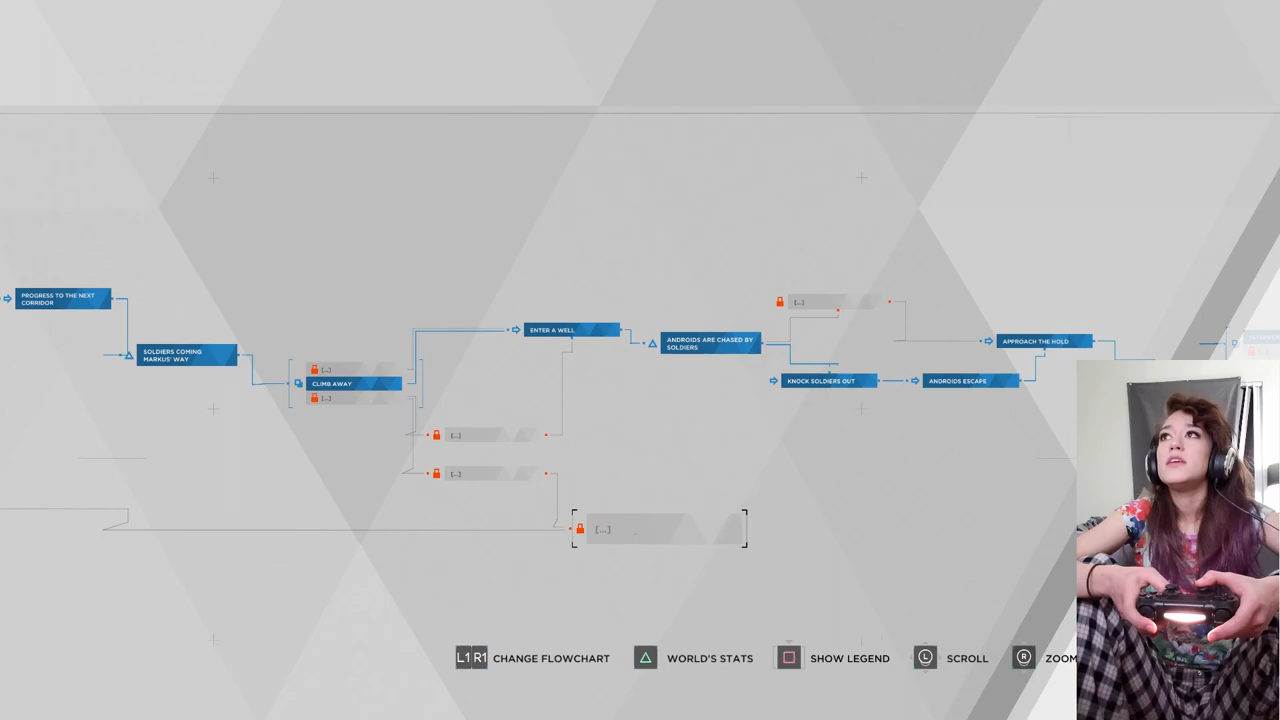 PROGRESS TO THE NEXT
CORRIDOR
SOLDIERS COMING
MARKUS' WAY
[...]
CLIMB AWAY
[...]
[...]
[...]
ENTER A WELL
ANDROIDS ARE CHASED BY
SOLDIERS
[...]
[...]
KNOCK SOLDIERS OUT
ANDROIDS ESCAPE
APPROACH THE HOLD
L1 R1 CHANGE FLOWCHART
WORLD'S STATS
SHOW LEGEND
L SCROLL
R ZOOM